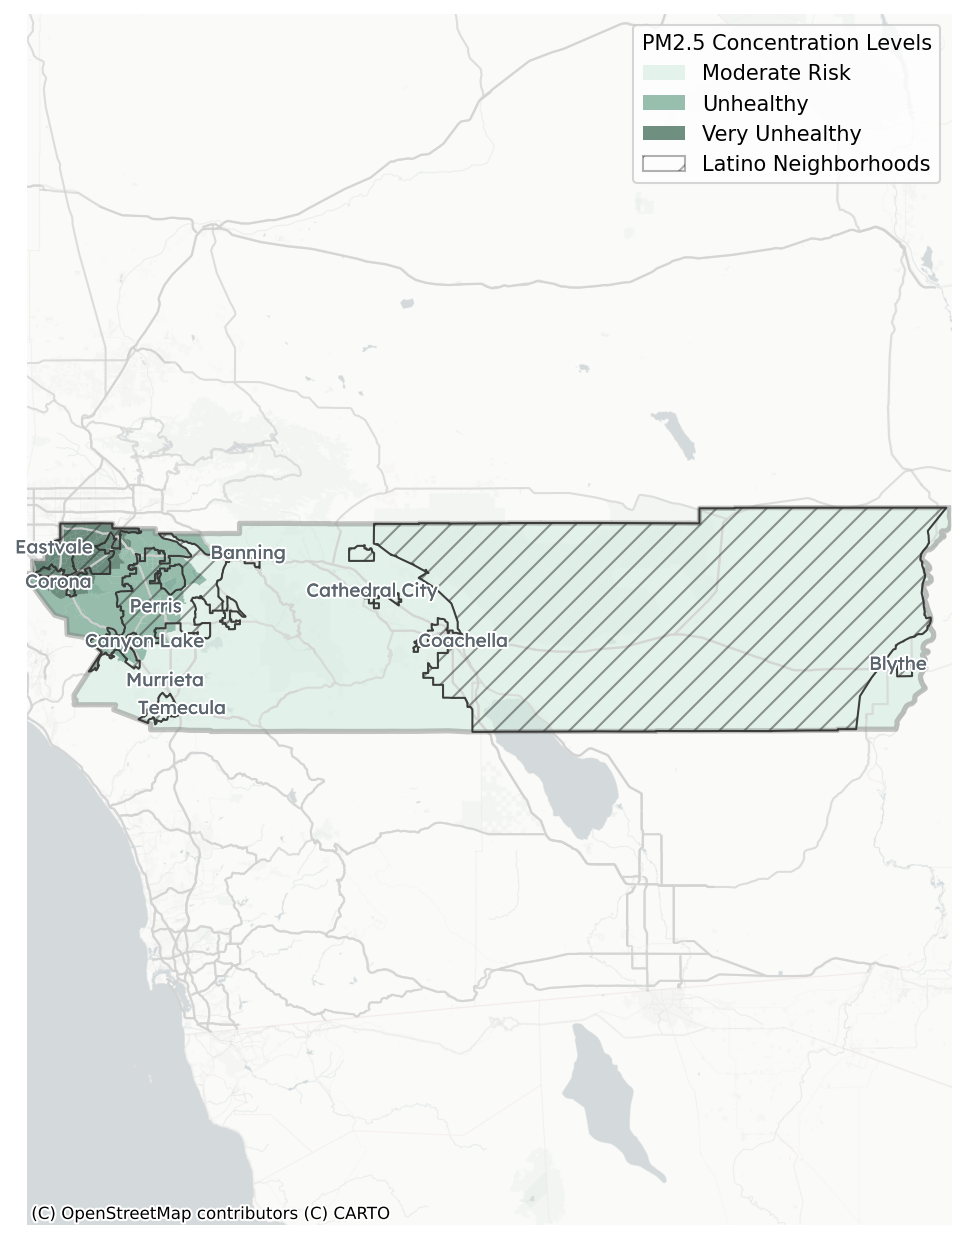 PM2.5 Concentration Levels
Moderate Risk
Unhealthy
Very Unhealthy
Latino Neighborhoods
Eastvale
Banning
Corona
Cathedral City
Perris
Canyon Lake
Coachella
Blythe
Murrieta
Temecula
(C) OpenStreetMap contributors (C) CARTO